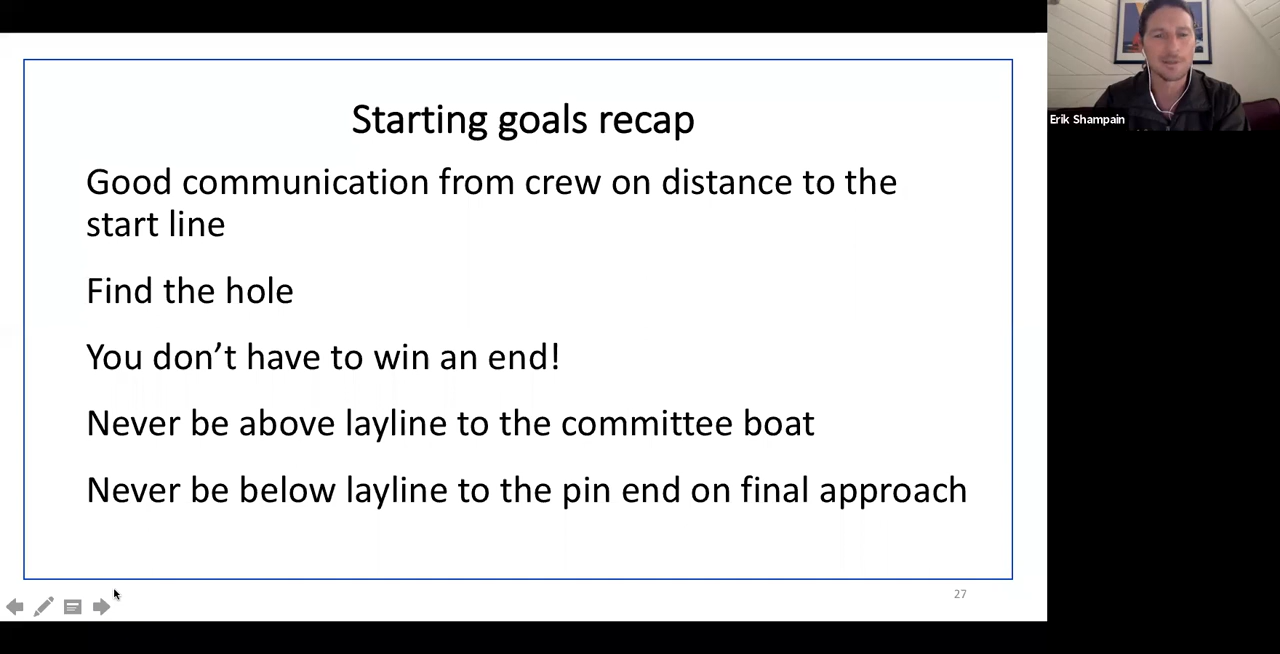 Starting goals recap
Good communication from crew on distance to the
start line
Find the hole
You don’t have to win an end!
Never be above layline to the committee boat
Never be below layline to the pin end on final approach
27
Erik Shampain